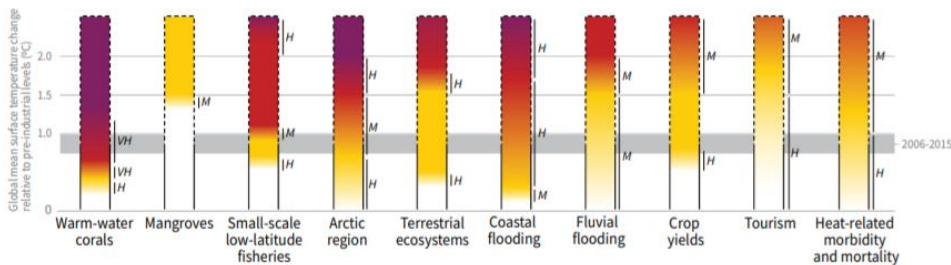 Global mean surface temperature change
relative to pre-industrial levels (°C)
2.0
1.5
1.0
0
H
M
H
M
H
H
M
M
VH
M
H
M
2006-2015
VH
H
H
H
M
H
H
H
H
M
Warm-water
corals
Mangroves
Small-scale
low-latitude
fisheries
Arctic
region
Terrestrial
ecosystems
Coastal
flooding
Fluvial
flooding
Crop
yields
Tourism
Heat-related
morbidity
and mortality